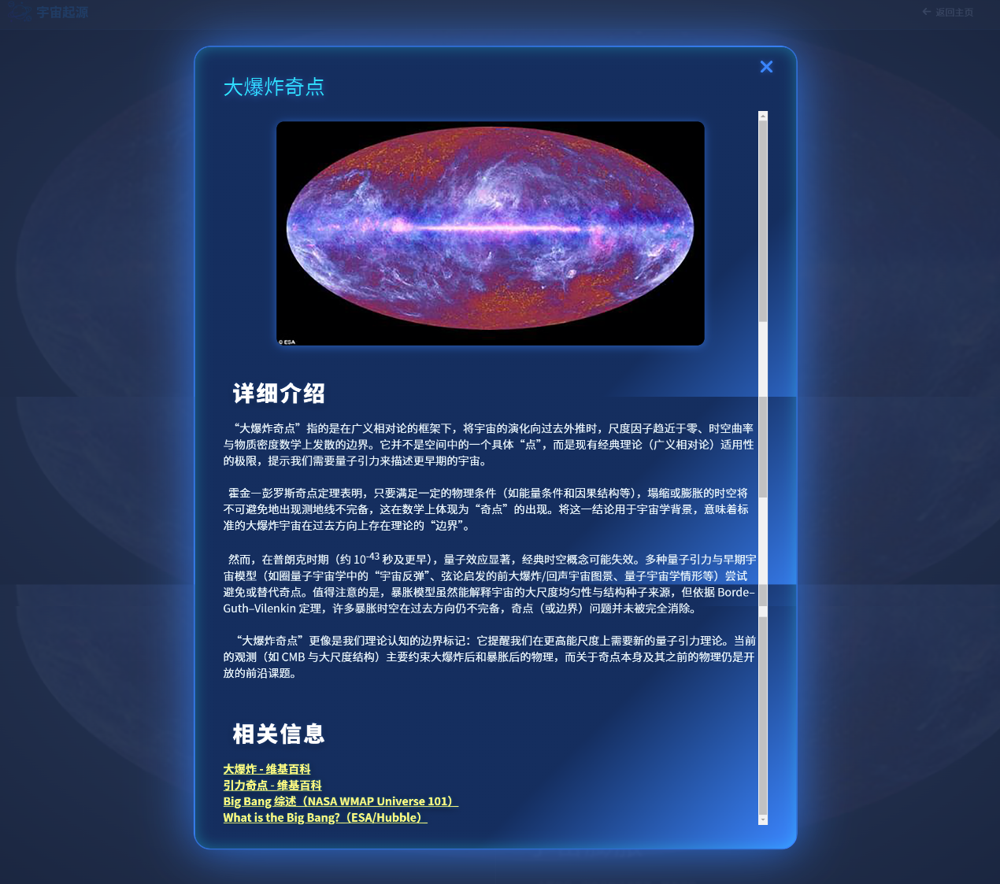 宇宙起源
返回主页
大爆炸奇点
© ESA
详细介绍
“大爆炸奇点”指的是在广义相对论的框架下，将宇宙的演化向过去外推时，尺度因子趋近于零、时空曲率
与物质密度数学上发散的边界。它并不是空间中的一个具体“点”，而是现有经典理论（广义相对论）适用性
的极限，提示我们需要量子引力来描述更早期的宇宙。
霍金—彭罗斯奇点定理表明，只要满足一定的物理条件（如能量条件和因果结构等），塌缩或膨胀的时空将
不可避免地出现测地线不完备，这在数学上体现为“奇点”的出现。将这一结论用于宇宙学背景，意味着标
准的大爆炸宇宙在过去方向上存在理论的“边界”。
然而，在普朗克时期（约 10⁻⁴³ 秒及更早），量子效应显著，经典时空概念可能失效。多种量子引力与早期宇
宙模型（如圈量子宇宙学中的“宇宙反弹”、弦论启发的前大爆炸/回声宇宙图景、量子宇宙学情形等）尝试
避免或替代奇点。值得注意的是，暴胀模型虽然能解释宇宙的大尺度均匀性与结构种子来源，但依据 Borde–
Guth–Vilenkin 定理，许多暴胀时空在过去方向仍不完备，奇点（或边界）问题并未被完全消除。
“大爆炸奇点”更像是我们理论认知的边界标记：它提醒我们在更高能尺度上需要新的量子引力理论。当前
的观测（如 CMB 与大尺度结构）主要约束大爆炸后和暴胀后的物理，而关于奇点本身及其之前的物理仍是开
放的前沿课题。
相关信息
大爆炸 - 维基百科
引力奇点 - 维基百科
Big Bang 综述（NASA WMAP Universe 101）
What is the Big Bang?（ESA/Hubble）